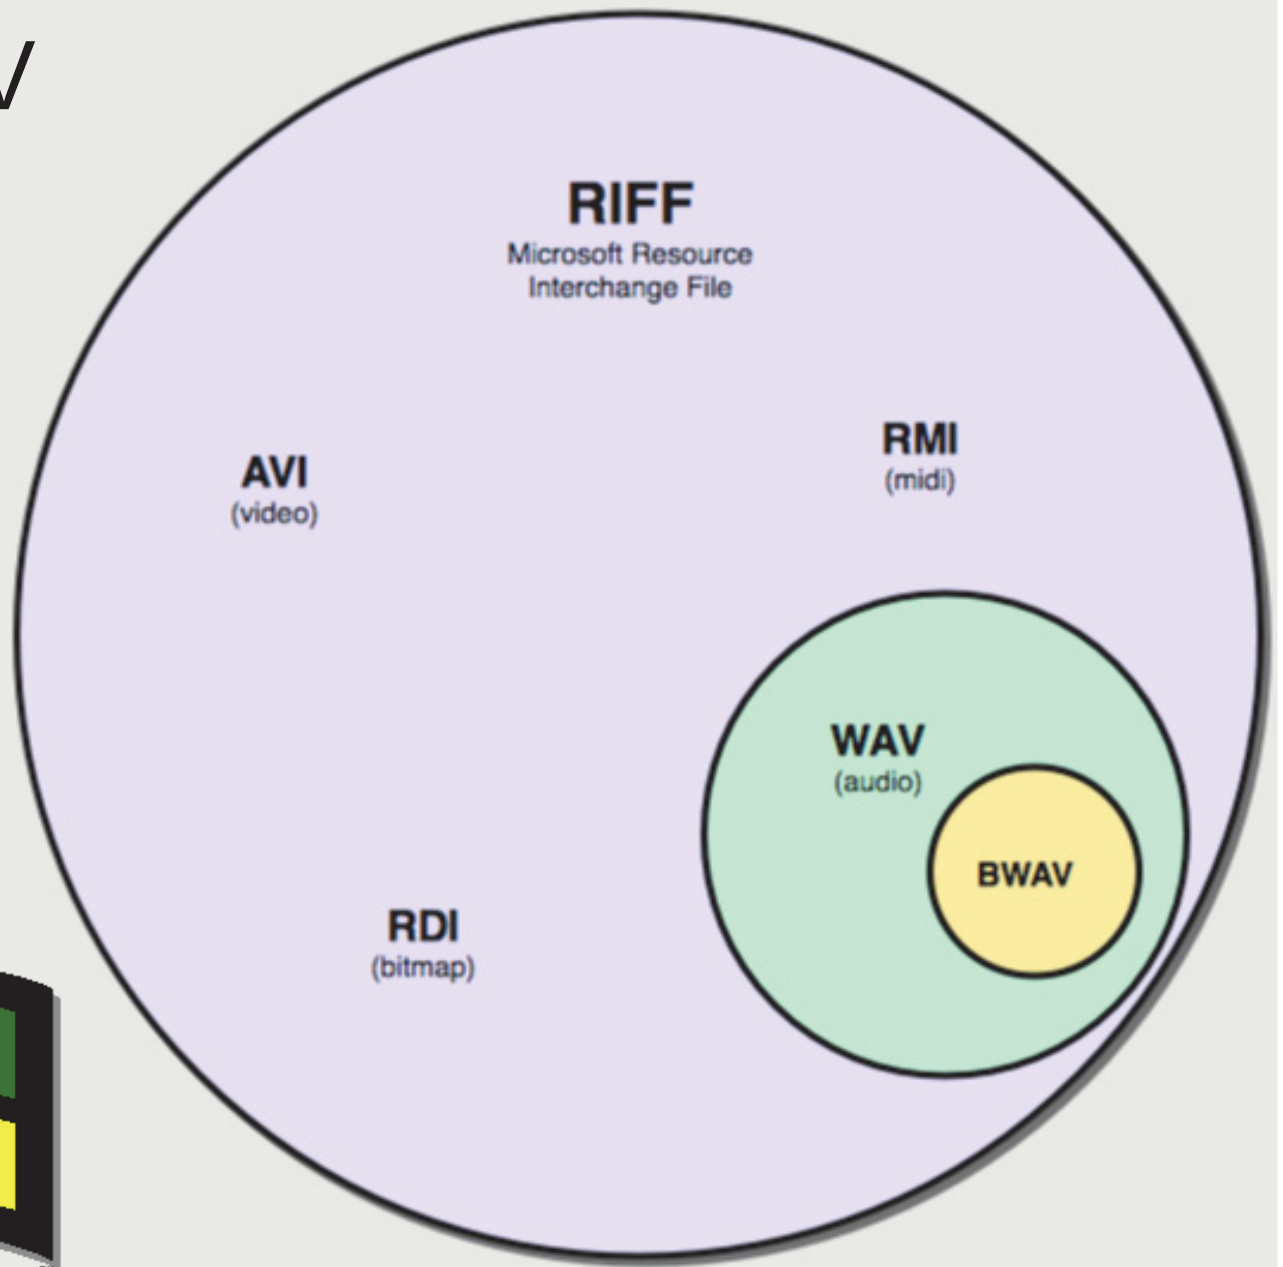 V
RIFF
Microsoft Resource
Interchange File
RMI
(midi)
AVI
(video)
WAV
(audio)
BWAV
RDI
(bitmap)